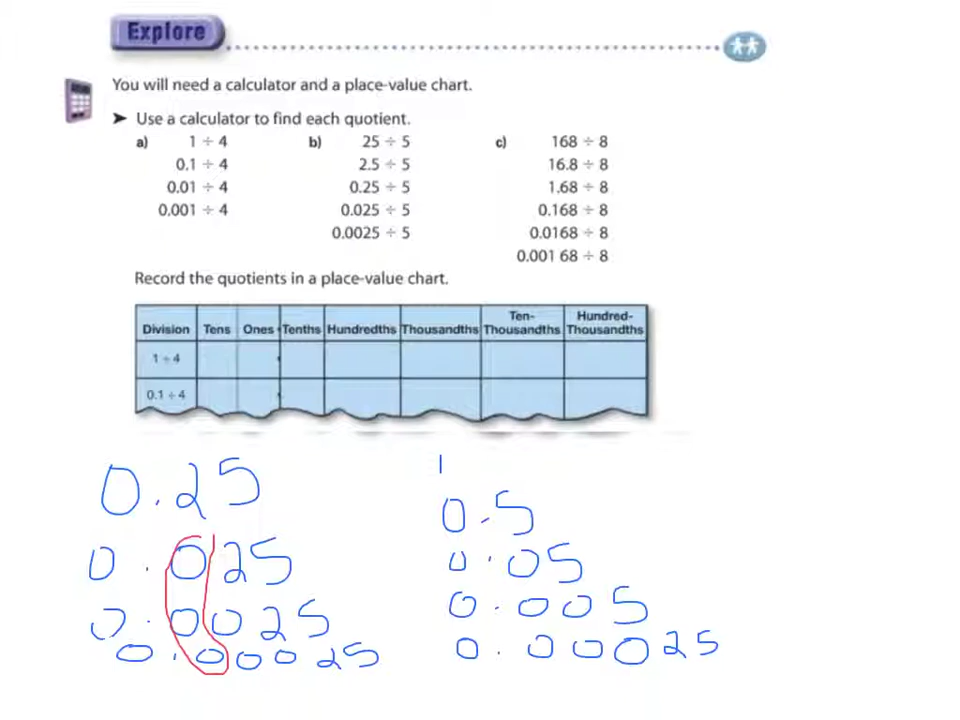 Explore
You will need a calculator and a place-value chart.
➤ Use a calculator to find each quotient.
a) 1 ÷ 4
0.1 ÷ 4
0.01 ÷ 4
0.001 ÷ 4
b) 25 ÷ 5
2.5 ÷ 5
0.25 ÷ 5
0.025 ÷ 5
0.0025 ÷ 5
c) 168 ÷ 8
16.8 ÷ 8
1.68 ÷ 8
0.168 ÷ 8
0.0168 ÷ 8
0.001 68 ÷ 8
Record the quotients in a place-value chart.
Division Tens Ones Tenths Hundredths Thousandths Ten-Thousandths Hundred-Thousandths
1 ÷ 4
0.1 ÷ 4
0.25
0.025
0.0025
0.00025
1
0.5
0.05
0.005
0.00025